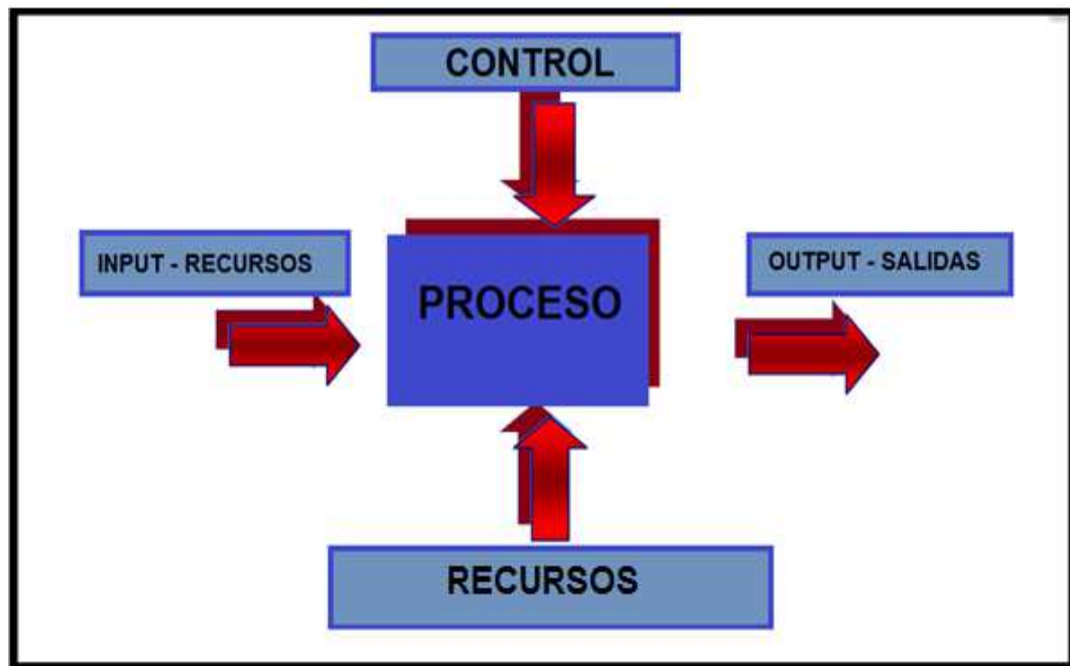 CONTROL
INPUT - RECURSOS
PROCESO
OUTPUT - SALIDAS
RECURSOS